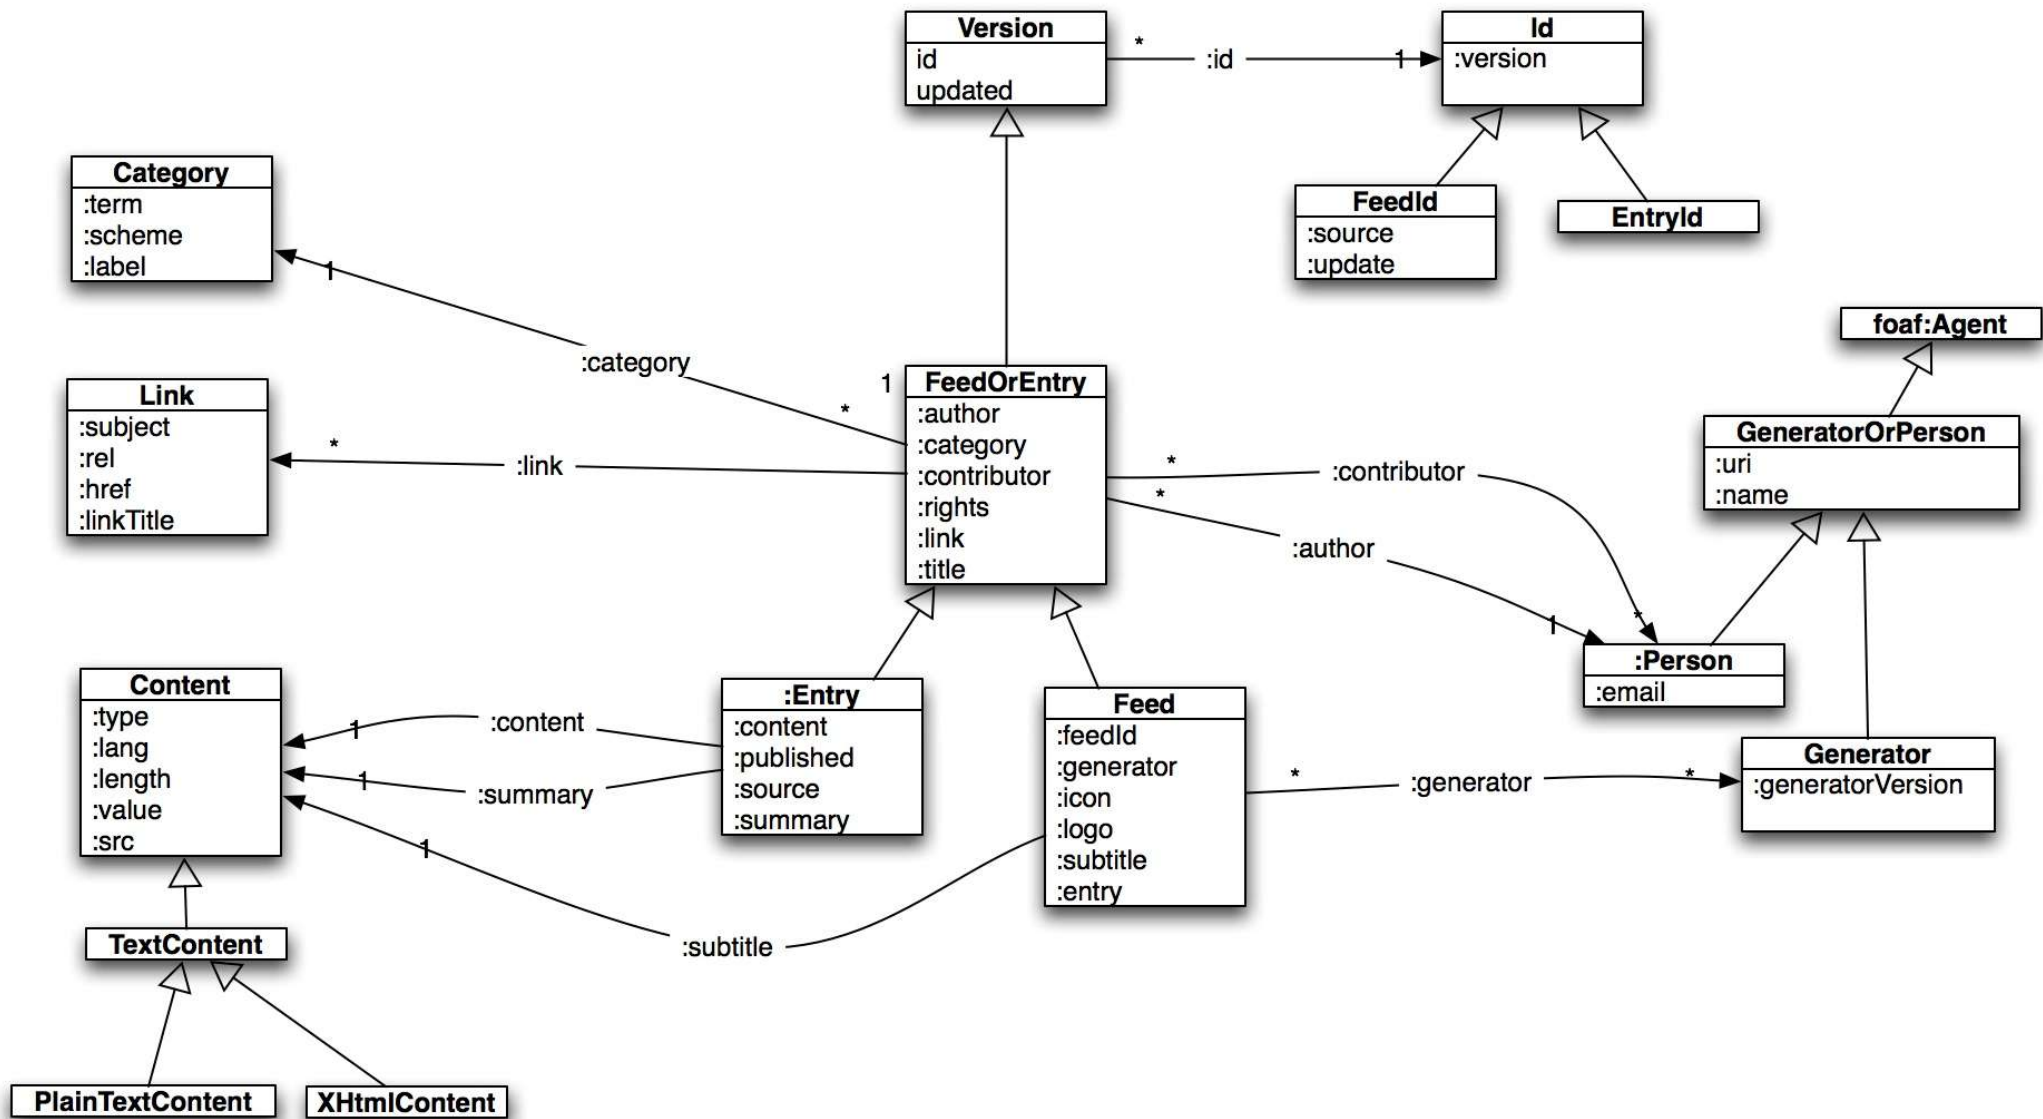 Version
id
updated
*
:id
1
Id
:version
FeedId
:source
:update
EntryId
Category
:term
:scheme
:label
1
:category
*
1
foaf:Agent
Link
:subject
:rel
:href
:linkTitle
*
:link
FeedOrEntry
:author
:category
:contributor
:rights
:link
:title
*
:contributor
*
*
:author
1
GeneratorOrPerson
:uri
:name
:Person
:email
Content
:type
:lang
:length
:value
:src
1
:content
1
:summary
1
:subtitle
:Entry
:content
:published
:source
:summary
Feed
:feedId
:generator
:icon
:logo
:subtitle
:entry
*
:generator
*
Generator
:generatorVersion
TextContent
PlainTextContent
XHtmlContent